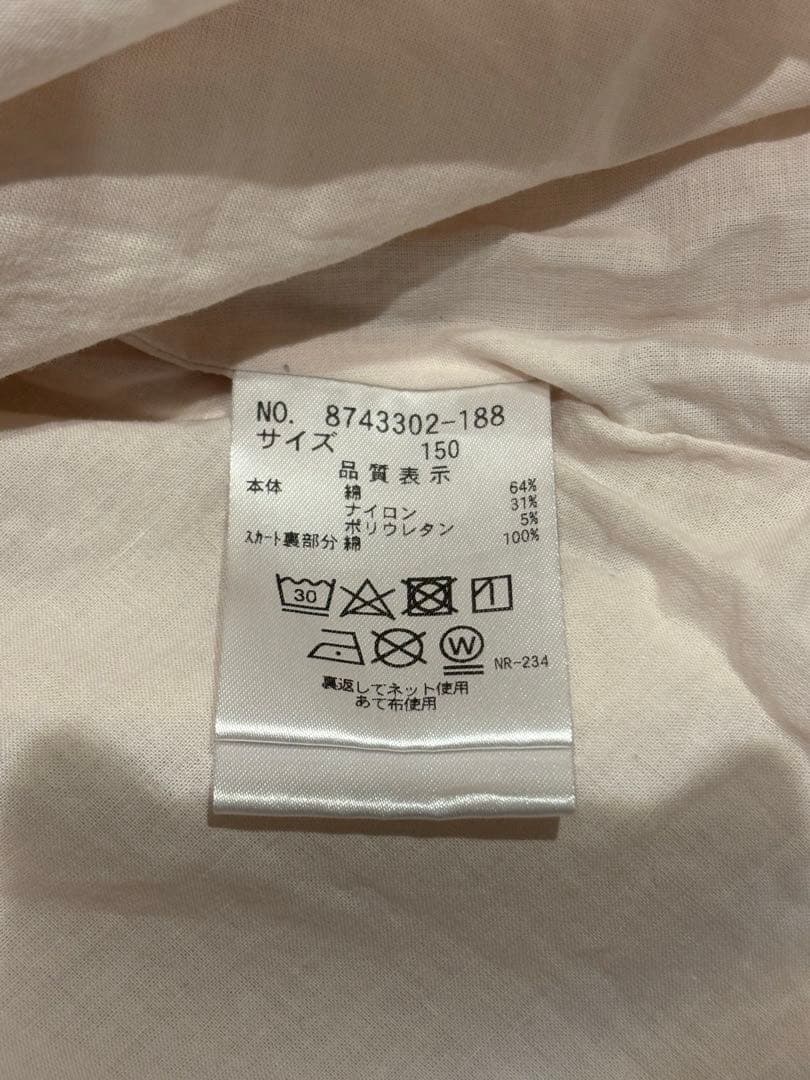 NO. 8743302-188
サイズ 150
品質表示
本体 綿 64%
ナイロン 31%
ポリウレタン 5%
スカート裏部分 綿 100%
30
W NR-234
裏返してネット使用
あて布使用